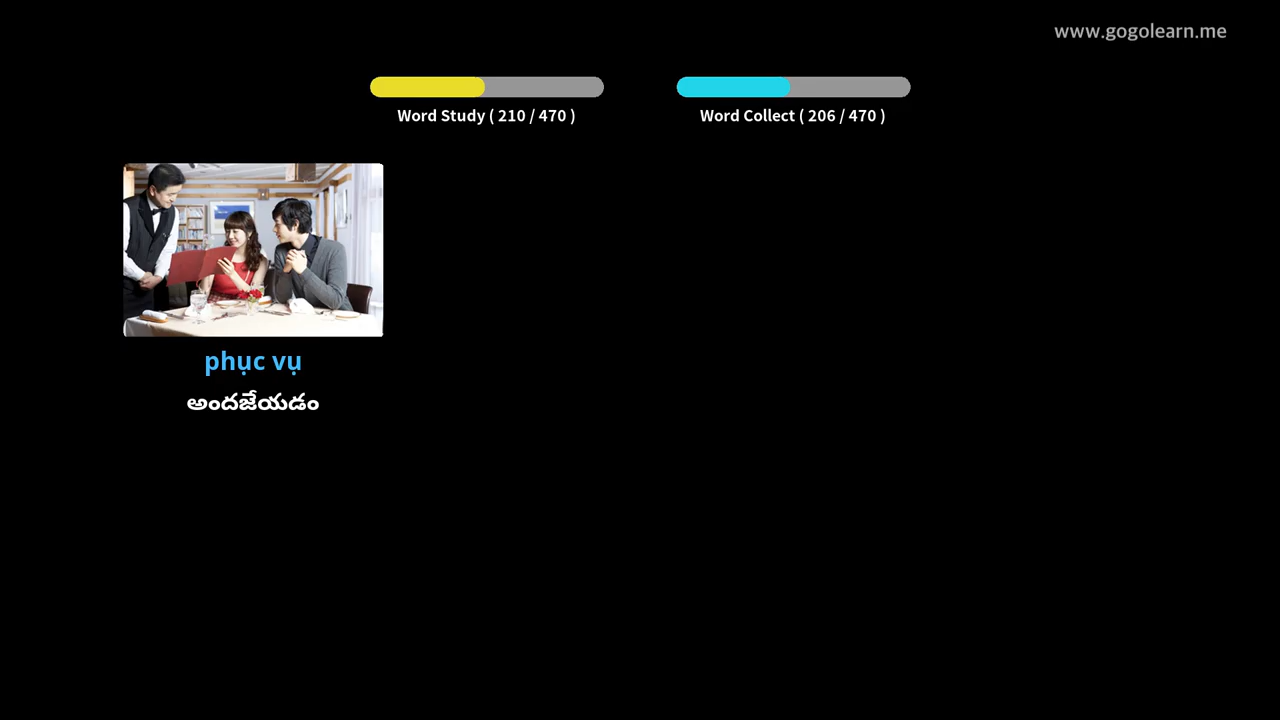 www.gogolearn.me
Word Study ( 210 / 470 )
Word Collect ( 206 / 470 )
phục vụ
అందజేయడం